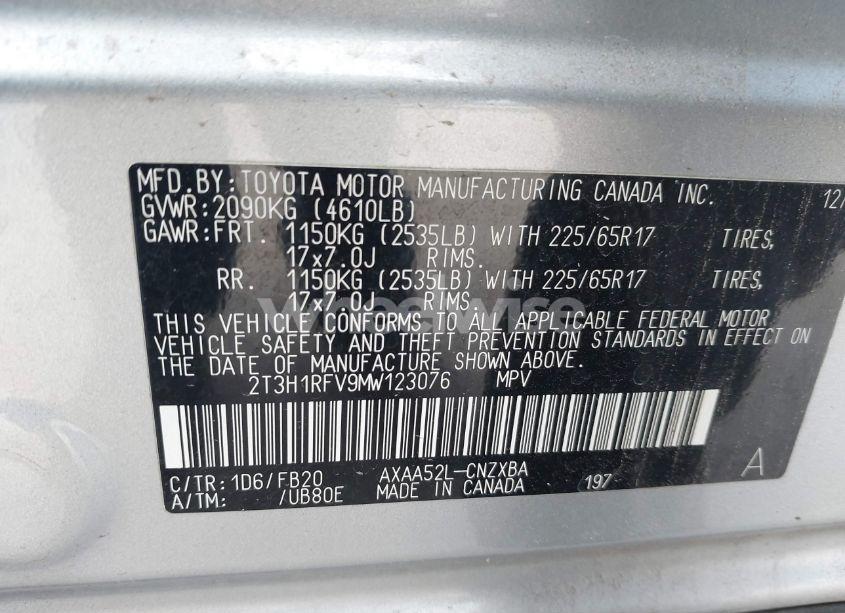 MFD.BY:TOYOTA MOTOR MANUFACTURING CANADA INC. 12/
GVWR:2090KG (4610LB)
GAWR:FRT. 1150KG (2535LB) WITH 225/65R17 TIRES,
17x7.0J RIMS.
RR. 1150KG (2535LB) WITH 225/65R17 TIRES,
17x7.0J RIMS.
THIS VEHICLE CONFORMS TO ALL APPLICABLE FEDERAL MOTOR
VEHICLE SAFETY AND THEFT PREVENTION STANDARDS IN EFFECT ON
THE DATE OF MANUFACTURE SHOWN ABOVE.
2T3H1RFV9MW123076 MPV
C/TR:1D6/FB20 AXAA52L-CNZXBA A
A/TM: /UB80E MADE IN CANADA 197